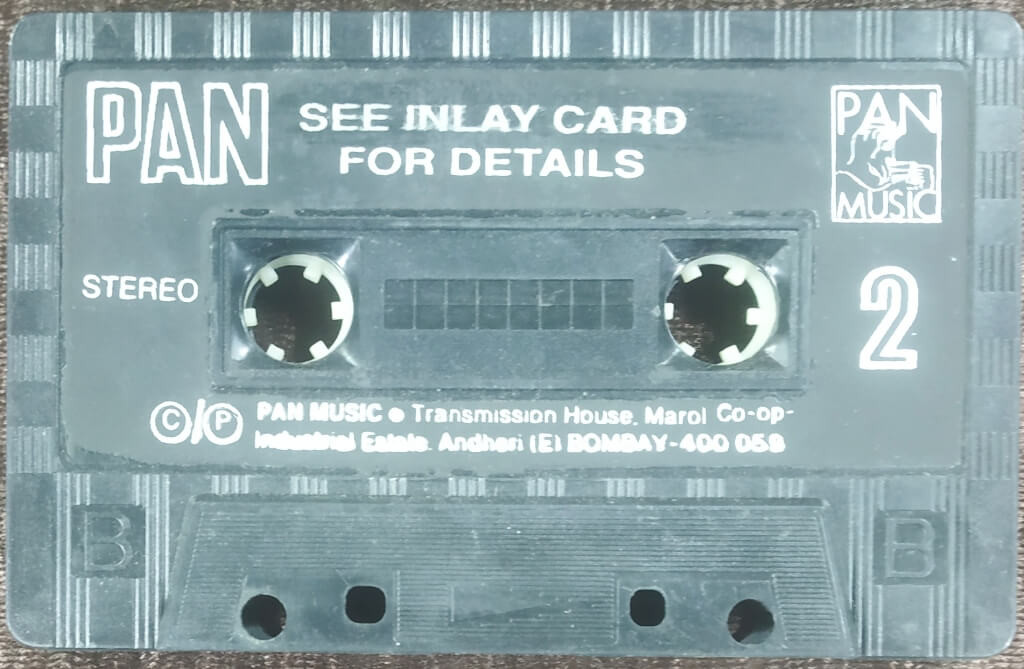 PAN
SEE INLAY CARD
FOR DETAILS
PAN
MUSIC
STEREO
2
©/℗ PAN MUSIC ● Transmission House, Marol Co-op-
Industrial Estate, Andheri (E) BOMBAY-400 059
B
B